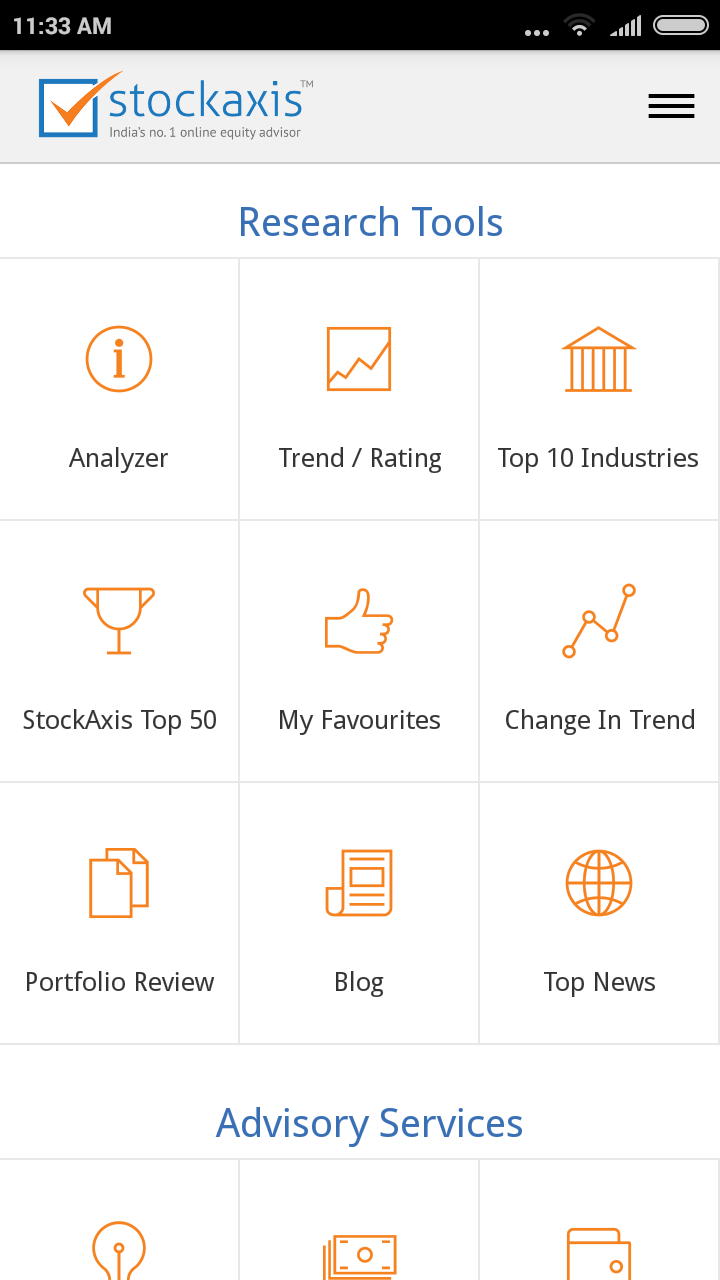 11:33 AM
stockaxis™
India's no. 1 online equity advisor
Research Tools
Analyzer
Trend / Rating
Top 10 Industries
StockAxis Top 50
My Favourites
Change In Trend
Portfolio Review
Blog
Top News
Advisory Services